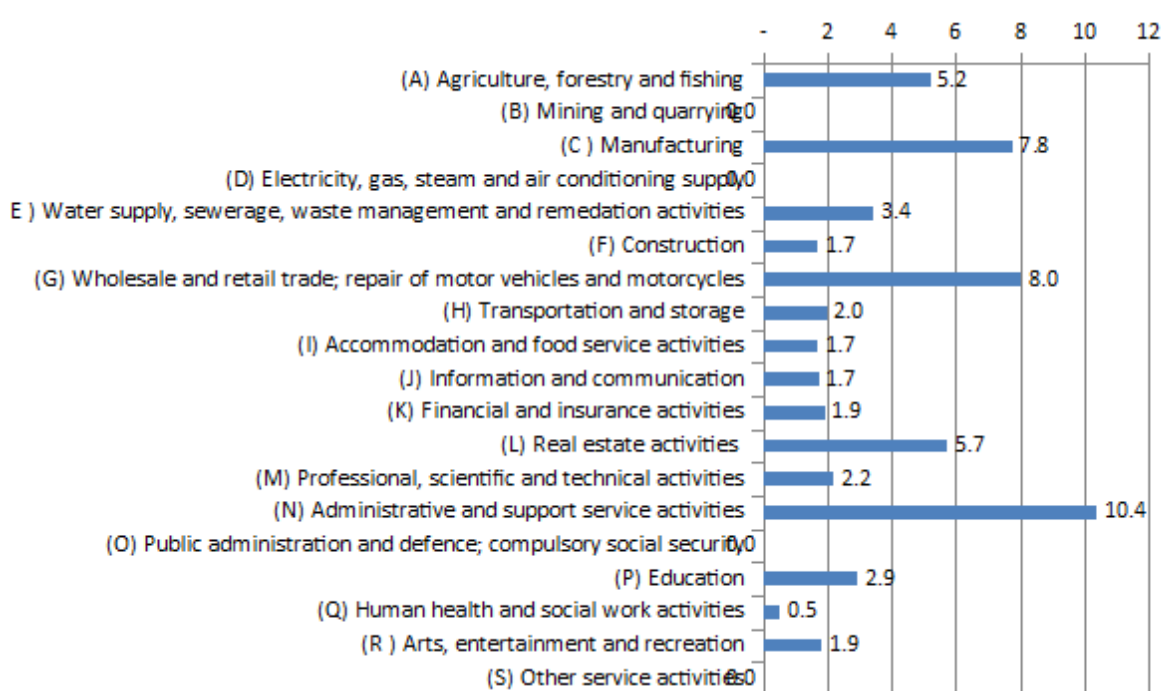 - 2 4 6 8 10 12
(A) Agriculture, forestry and fishing 5.2
(B) Mining and quarrying 0.0
(C ) Manufacturing 7.8
(D) Electricity, gas, steam and air conditioning supply 0.0
E ) Water supply, sewerage, waste management and remedation activities 3.4
(F) Construction 1.7
(G) Wholesale and retail trade; repair of motor vehicles and motorcycles 8.0
(H) Transportation and storage 2.0
(I) Accommodation and food service activities 1.7
(J) Information and communication 1.7
(K) Financial and insurance activities 1.9
(L) Real estate activities 5.7
(M) Professional, scientific and technical activities 2.2
(N) Administrative and support service activities 10.4
(O) Public administration and defence; compulsory social security 0.0
(P) Education 2.9
(Q) Human health and social work activities 0.5
(R ) Arts, entertainment and recreation 1.9
(S) Other service activities 0.0